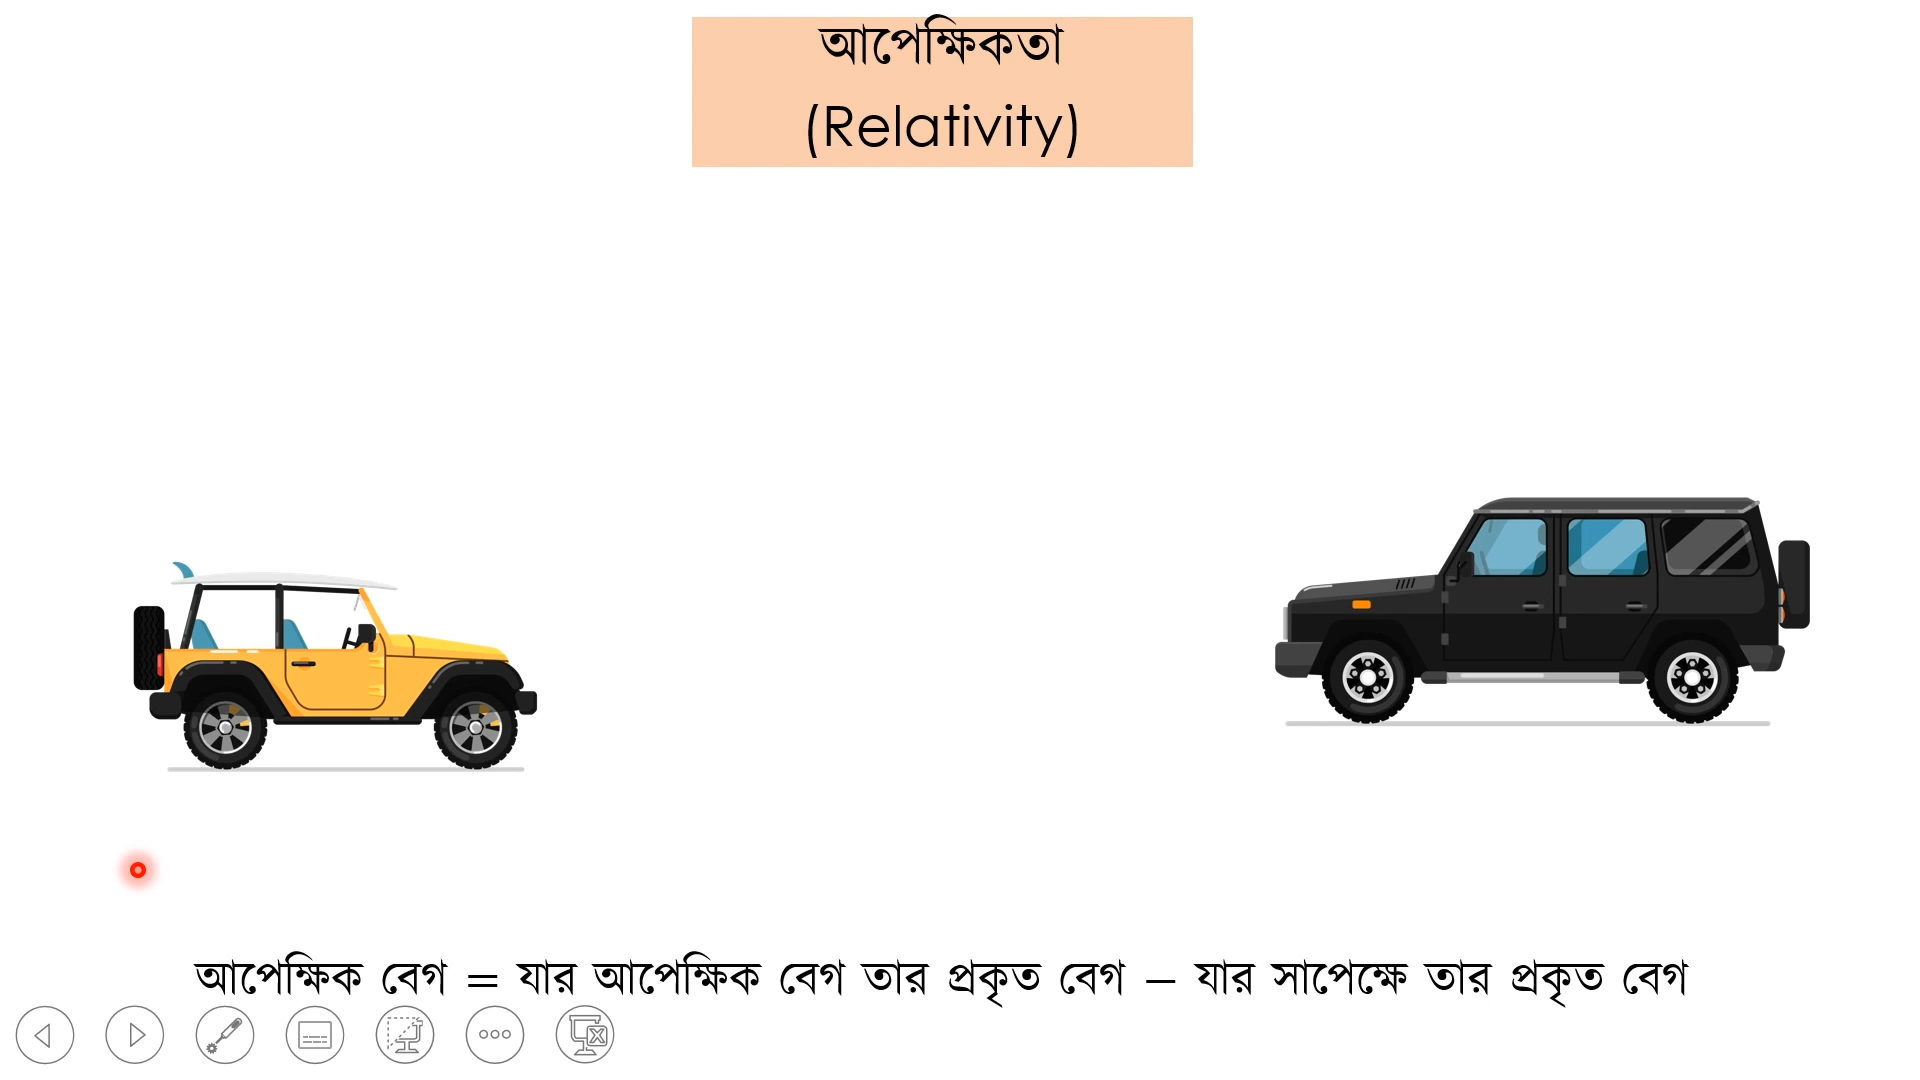 আপেক্ষিকতা
(Relativity)
আপেক্ষিক বেগ = যার আপেক্ষিক বেগ তার প্রকৃত বেগ – যার সাপেক্ষে তার প্রকৃত বেগ